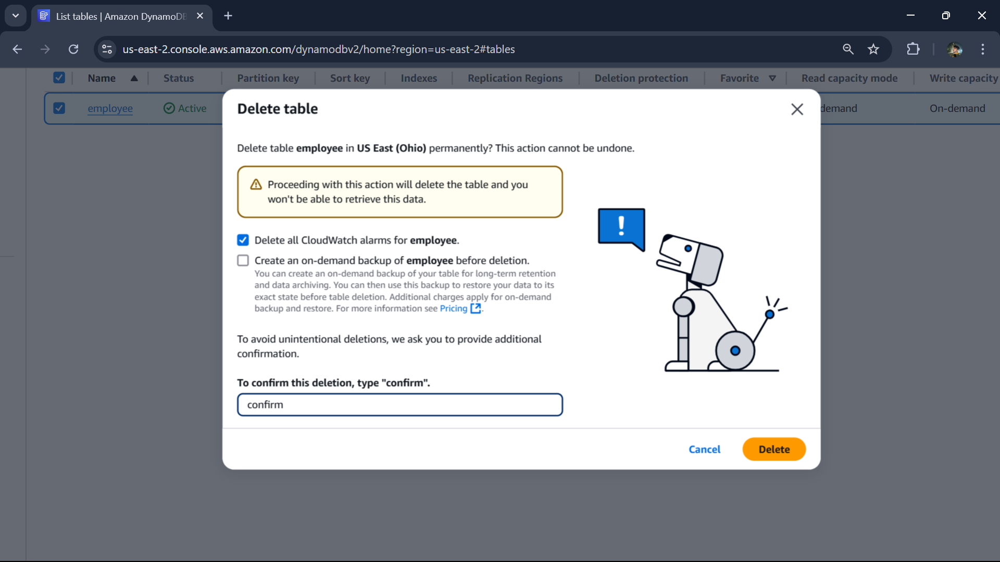 List tables | Amazon DynamoDB
us-east-2.console.aws.amazon.com/dynamodbv2/home?region=us-east-2#tables
Name Status Partition key Sort key Indexes Replication Regions Deletion protection Favorite Read capacity mode Write capacity
employee Active demand On-demand
Delete table
Delete table employee in US East (Ohio) permanently? This action cannot be undone.
Proceeding with this action will delete the table and you
won't be able to retrieve this data.
!
Delete all CloudWatch alarms for employee.
Create an on-demand backup of employee before deletion.
You can create an on-demand backup of your table for long-term retention
and data archiving. You can then use this backup to restore your data to its
exact state before table deletion. Additional charges apply for on-demand
backup and restore. For more information see Pricing.
To avoid unintentional deletions, we ask you to provide additional
confirmation.
To confirm this deletion, type "confirm".
confirm
Cancel Delete